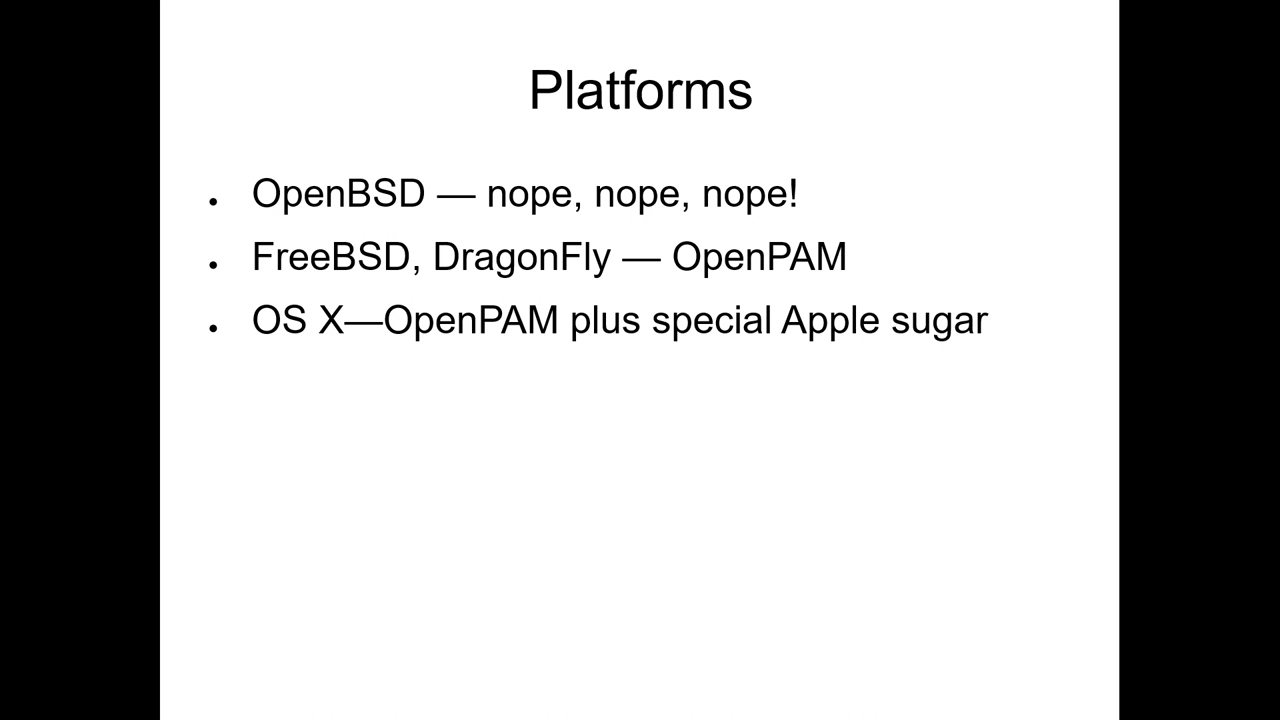 Platforms
• OpenBSD — nope, nope, nope!
• FreeBSD, DragonFly — OpenPAM
• OS X—OpenPAM plus special Apple sugar